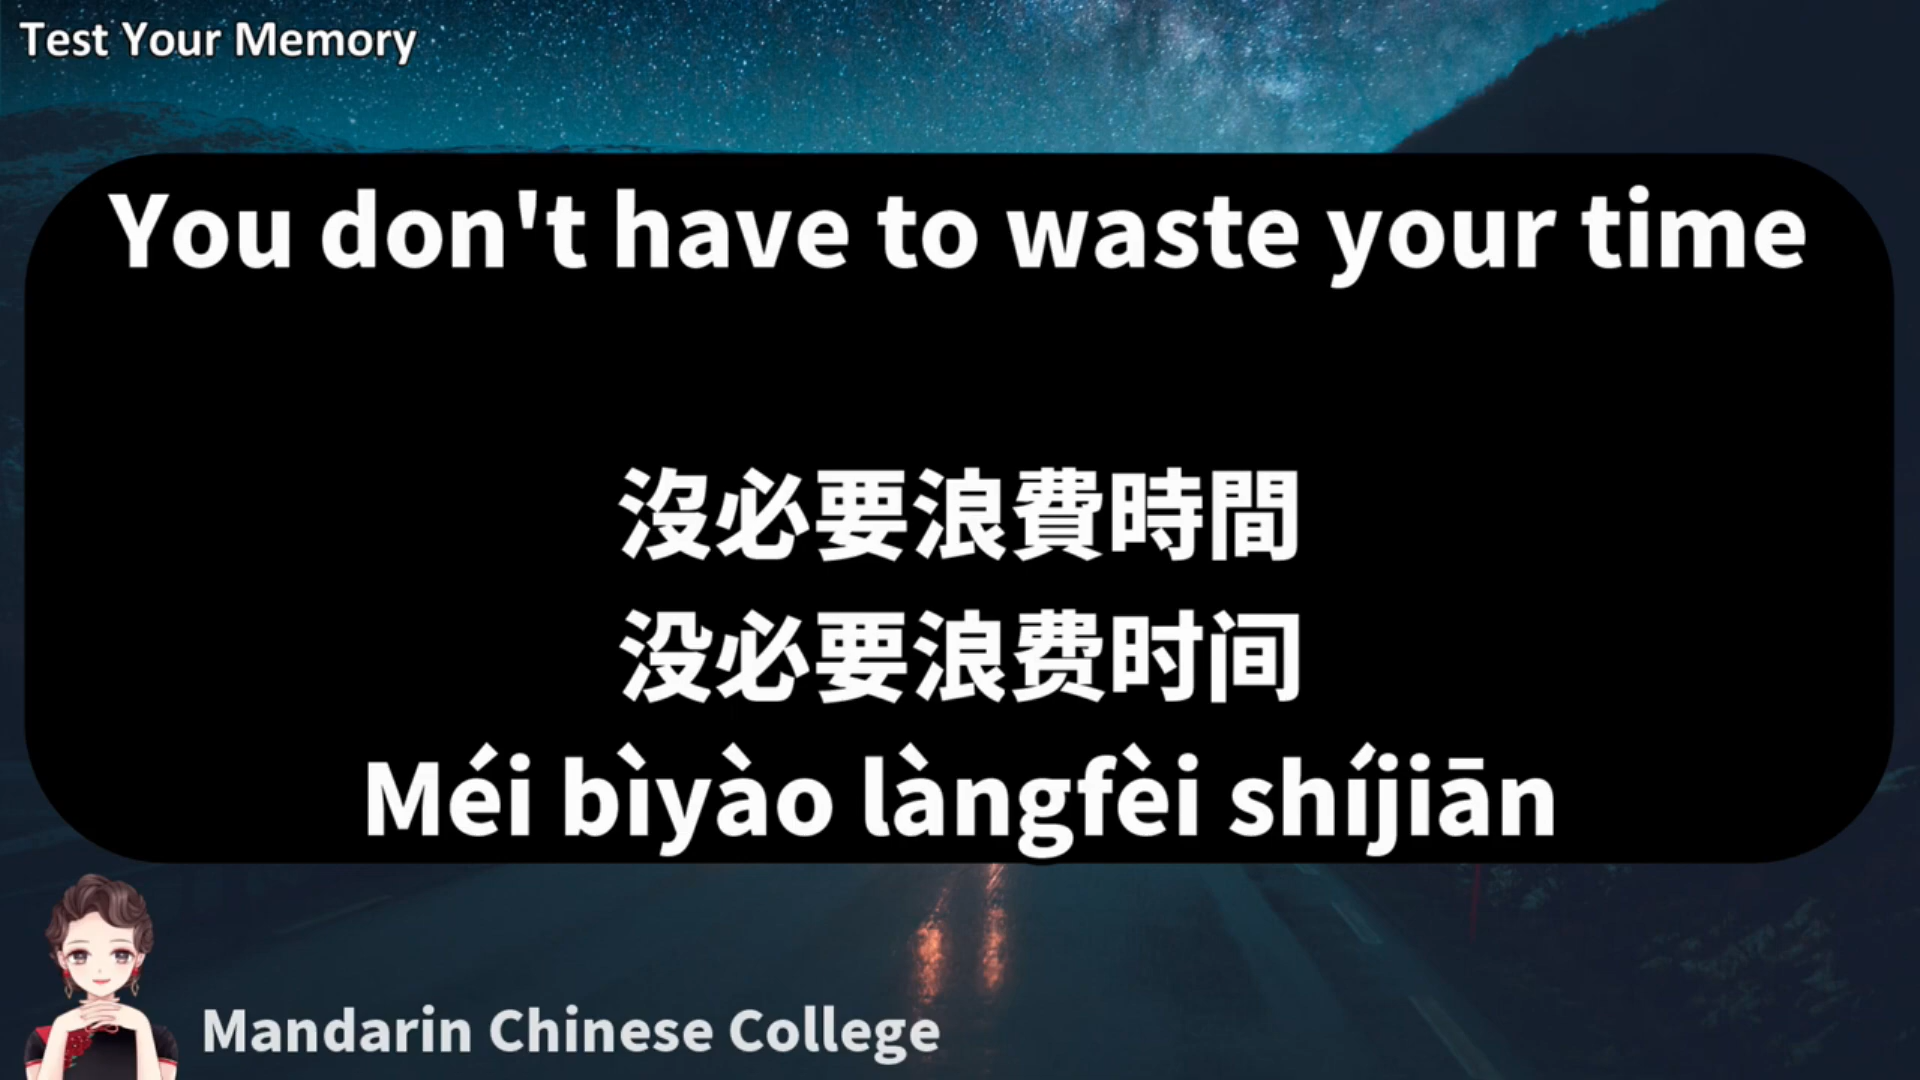 Test Your Memory
You don't have to waste your time
沒必要浪費時間
没必要浪费时间
Méi bìyào làngfèi shíjiān
Mandarin Chinese College